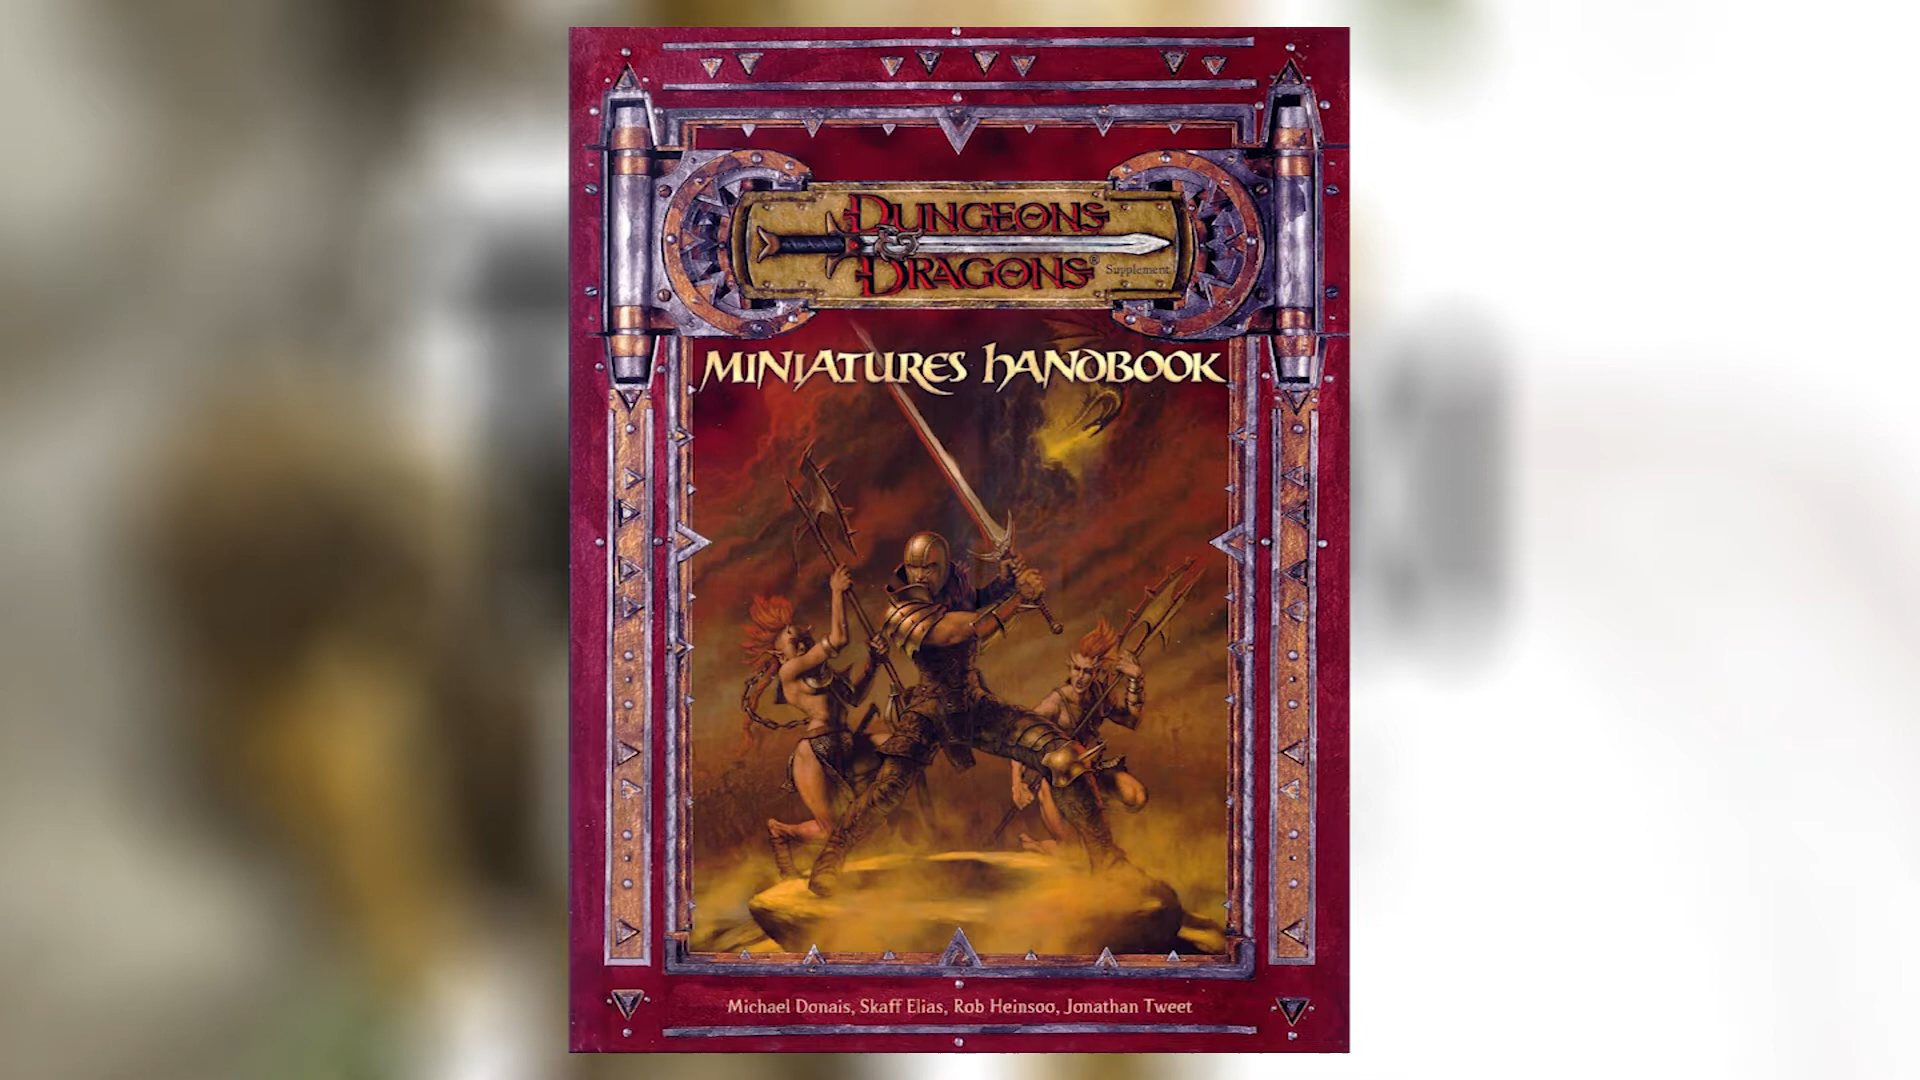 DUNGEONS
DRAGONS® Supplement
MINIATURES HANDBOOK
Michael Donais, Skaff Elias, Rob Heinsoo, Jonathan Tweet